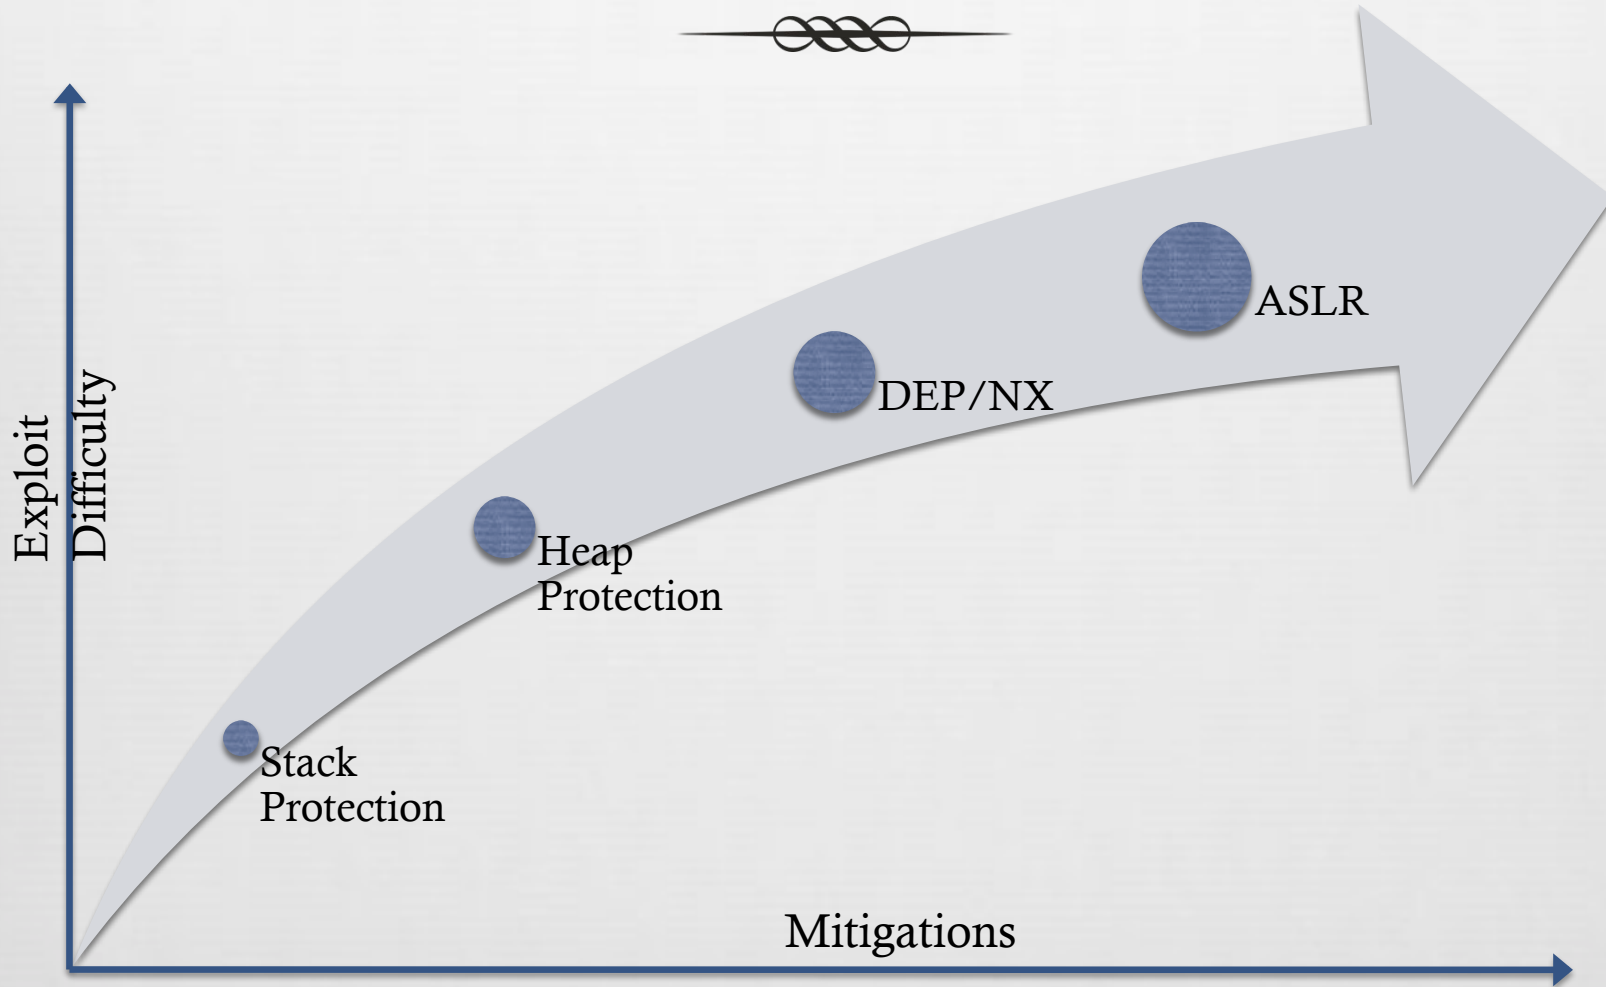 Exploit
Difficulty
ASLR
DEP/NX
Heap
Protection
Stack
Protection
Mitigations